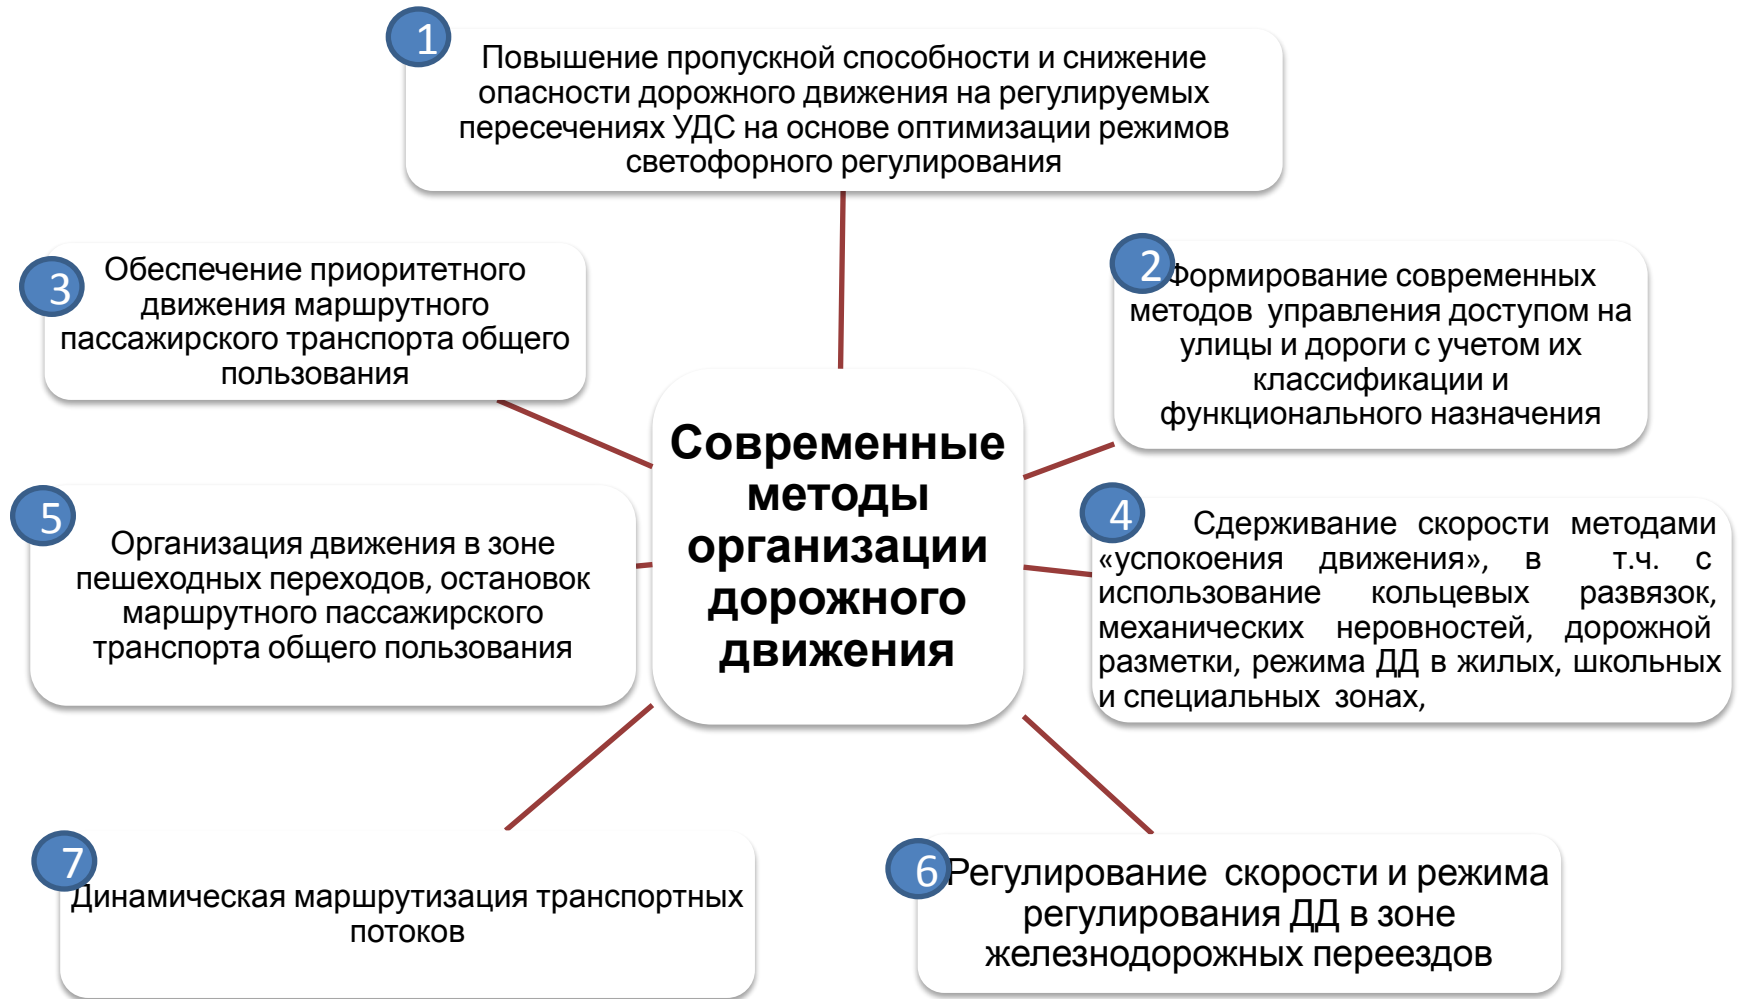 1
Повышение пропускной способности и снижение
опасности дорожного движения на регулируемых
пересечениях УДС на основе оптимизации режимов
светофорного регулирования
2
Формирование современных
методов управления доступом на
улицы и дороги с учетом их
классификации и
функционального назначения
3
Обеспечение приоритетного
движения маршрутного
пассажирского транспорта общего
пользования
Современные
методы
организации
дорожного
движения
4
Сдерживание скорости методами
«успокоения движения», в т.ч. с
использование кольцевых развязок,
механических неровностей, дорожной
разметки, режима ДД в жилых, школьных
и специальных зонах,
5
Организация движения в зоне
пешеходных переходов, остановок
маршрутного пассажирского
транспорта общего пользования
6
Регулирование скорости и режима
регулирования ДД в зоне
железнодорожных переездов
7
Динамическая маршрутизация транспортных
потоков